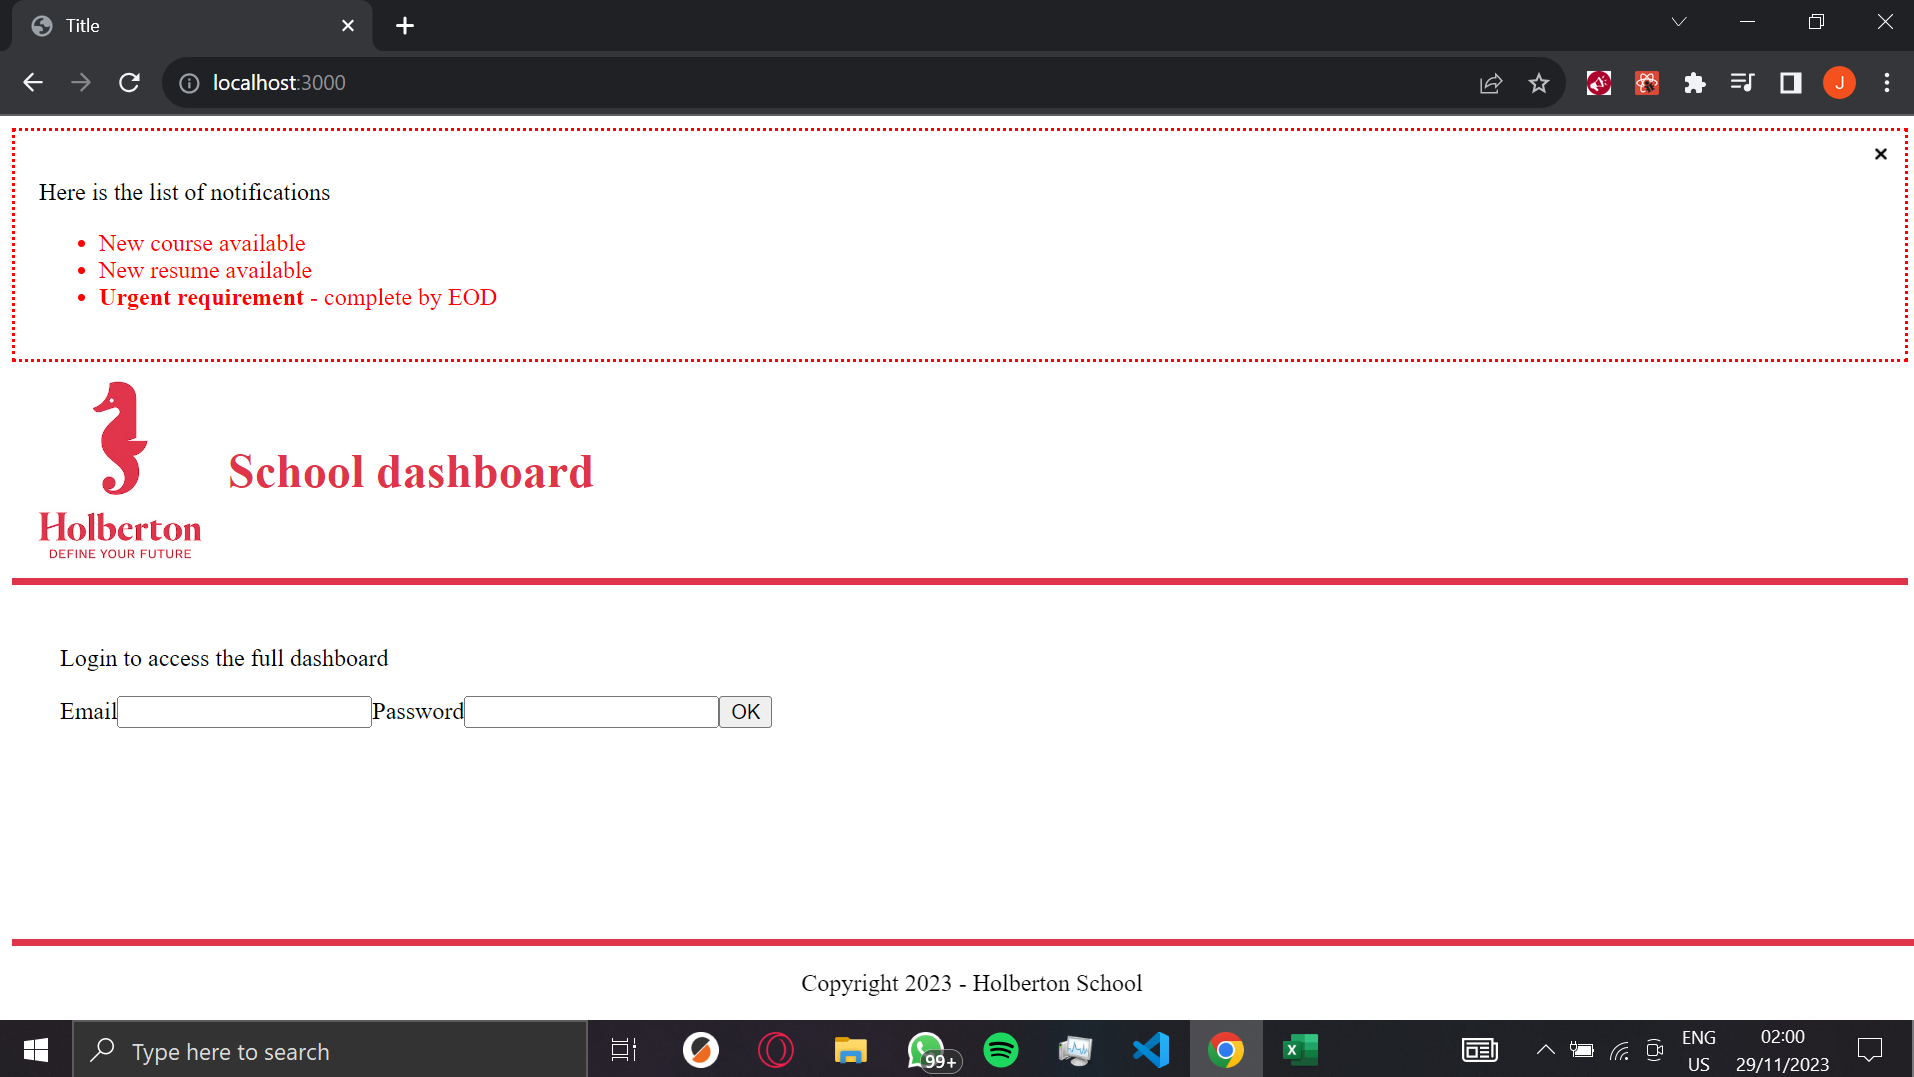 Title
localhost:3000
J
Here is the list of notifications
New course available
New resume available
Urgent requirement - complete by EOD
School dashboard
Holberton
DEFINE YOUR FUTURE
Login to access the full dashboard
Email Password OK
Copyright 2023 - Holberton School
Type here to search
99+
ENG
US
02:00
29/11/2023